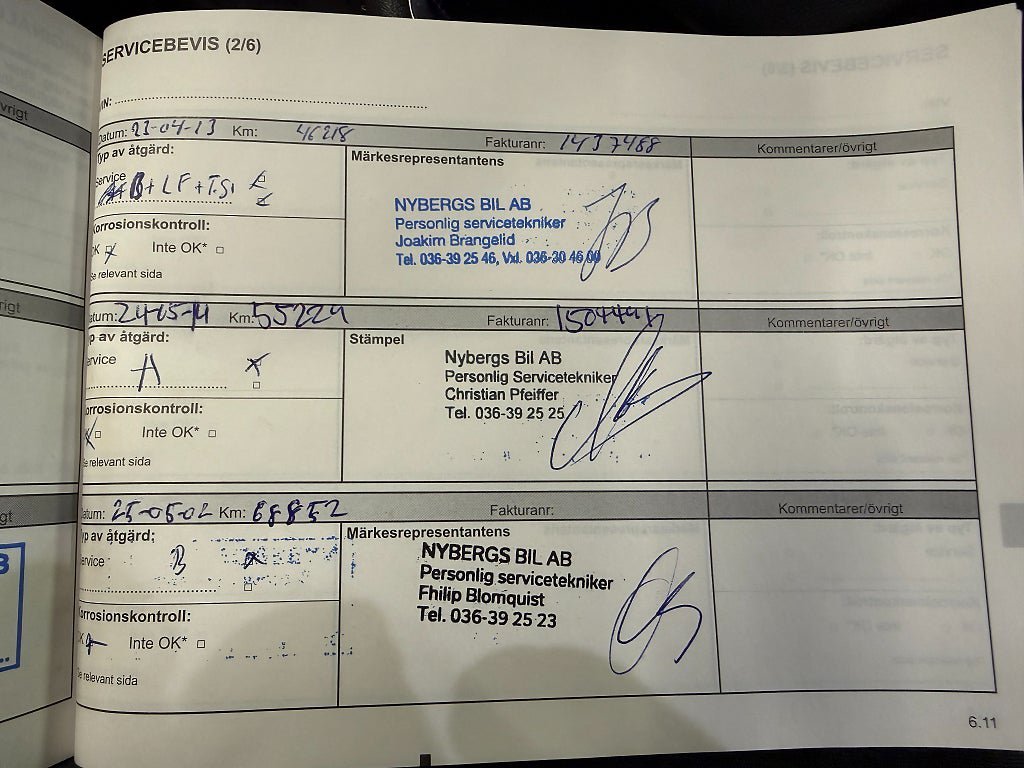 SERVICEBEVIS (2/6)
VIN:
Datum: 23-04-13 Km: 46218 Fakturanr: 1437488 Kommentarer/övrigt
Typ av åtgärd:
Märkesrepresentantens
Service
B+LF+TSI
NYBERGS BIL AB
Personlig servicetekniker
Joakim Brangelid
Tel. 036-39 25 46, Vxl. 036-30 46 00
Korrosionskontroll:
OK Inte OK*
Se relevant sida
Datum: 24-05-14 Km: 55224 Fakturanr: Kommentarer/övrigt
Typ av åtgärd:
Stämpel
Service
A
Nybergs Bil AB
Personlig Servicetekniker
Christian Pfeiffer
Tel. 036-39 25 25
Korrosionskontroll:
Inte OK*
Se relevant sida
Datum: 25-05-02 Km: 68852 Fakturanr: Kommentarer/övrigt
Typ av åtgärd:
Märkesrepresentantens
Service
B
NYBERGS BIL AB
Personlig servicetekniker
Fhilip Blomquist
Tel. 036-39 25 23
Korrosionskontroll:
OK Inte OK*
Se relevant sida
6.11